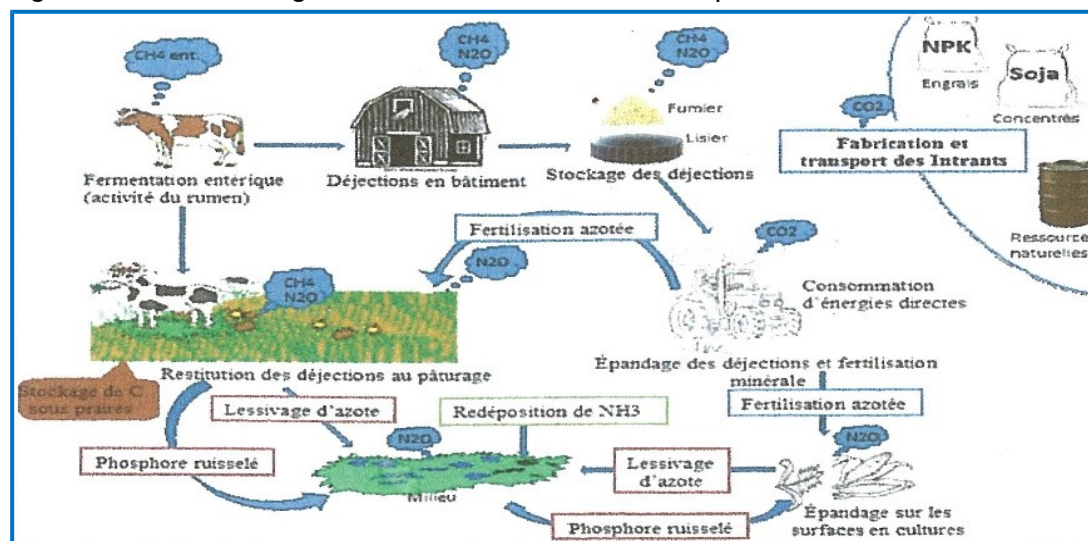 CH4 ent.
CH4
N2O
CH4
N2O
NPK
Engrais
Soja
Concentrés
CO2
Fumier
Lisier
Fabrication et
transport des Intrants
Fermentation entérique
(activité du rumen)
Déjections en bâtiment
Stockage des déjections
Ressource
naturelles
Fertilisation azotée
N2O
CO2
CH4
N2O
Consommation
d'énergies directes
Stockage de C
sous praires
Restitution des déjections au pâturage
Épandage des déjections et fertilisation
minérale
Lessivage d'azote
Redéposition de NH3
Fertilisation azotée
Phosphore ruisselé
N2O
Milieu
Lessivage
d'azote
N2O
Phosphore ruisselé
Épandage sur les
surfaces en cultures